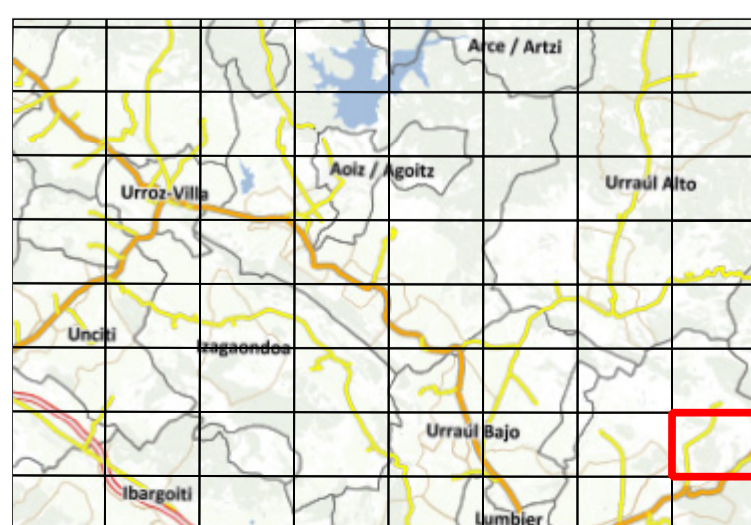 Arce / Artzi
Aoiz / Agoitz
Urraúl Alto
Urroz-Villa
Unciti
Izagaondoa
Urraúl Bajo
Ibargoiti
Lumbier